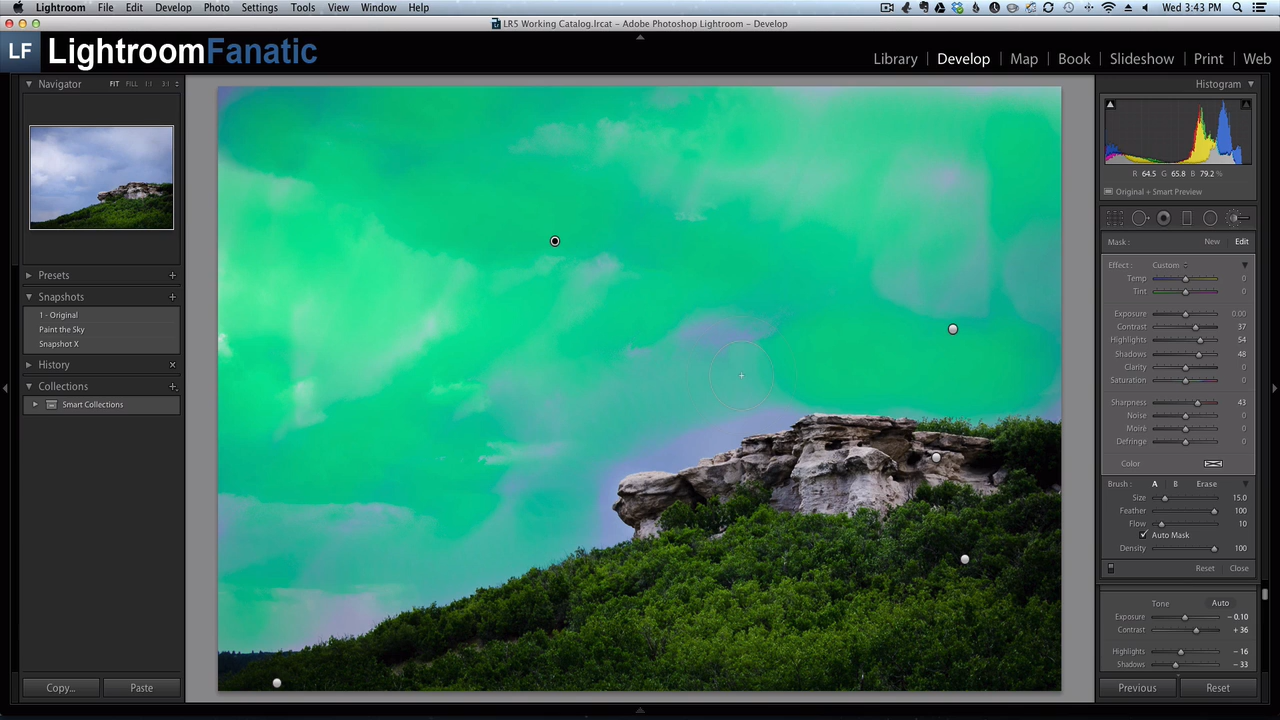 Lightroom File Edit Develop Photo Settings Tools View Window Help Wed 3:43 PM
LR5 Working Catalog.lrcat – Adobe Photoshop Lightroom – Develop
LF LightroomFanatic
Library | Develop | Map | Book | Slideshow | Print | Web
Navigator FIT FILL 1:1 3:1
Presets +
Snapshots +
1 - Original
Paint the Sky
Snapshot X
History ×
Collections +
Smart Collections
Copy... Paste
Histogram
R 64.5 G 65.8 B 79.2 %
Original + Smart Preview
Mask : New Edit
Effect : Custom
Temp 0
Tint 0
Exposure 0.00
Contrast 37
Highlights 54
Shadows 48
Clarity 0
Saturation 0
Sharpness 43
Noise 0
Moiré 0
Defringe 0
Color
Brush : A B Erase
Size 15.0
Feather 100
Flow 10
Auto Mask
Density 100
Reset Close
Tone Auto
Exposure – 0.10
Contrast + 36
Highlights – 16
Shadows – 33
Previous Reset